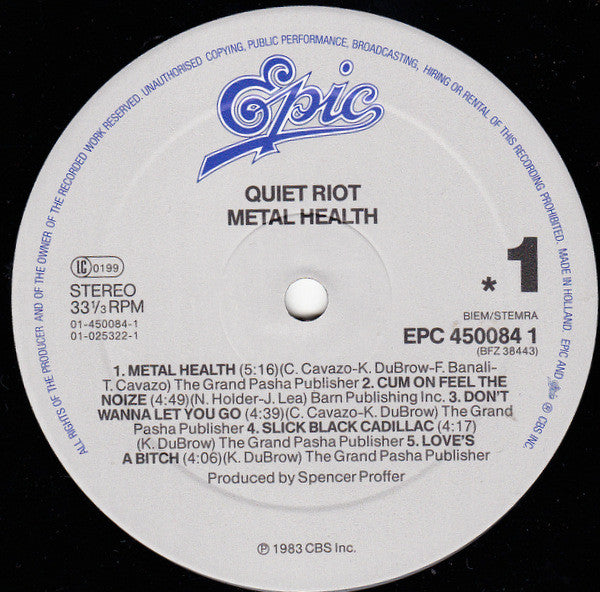 ALL RIGHTS OF THE PRODUCER AND OF THE OWNER OF THE RECORDED WORK RESERVED. UNAUTHORISED COPYING, PUBLIC PERFORMANCE, BROADCASTING, HIRING OR RENTAL OF THIS RECORDING PROHIBITED. MADE IN HOLLAND. EPIC AND Epic ® CBS INC
Epic
QUIET RIOT
METAL HEALTH
LC 0199
STEREO
33 1/3 RPM
01-450084-1
01-025322-1
* 1
BIEM/STEMRA
EPC 450084 1
(BFZ 38443)
1. METAL HEALTH (5:16)(C. Cavazo-K. DuBrow-F. Banali-
T. Cavazo) The Grand Pasha Publisher 2. CUM ON FEEL THE
NOIZE (4:49)(N. Holder-J. Lea) Barn Publishing Inc. 3. DON'T
WANNA LET YOU GO (4:39)(C. Cavazo-K. DuBrow) The Grand
Pasha Publisher 4. SLICK BLACK CADILLAC (4:17)
(K. DuBrow) The Grand Pasha Publisher 5. LOVE'S
A BITCH (4:06)(K. DuBrow) The Grand Pasha Publisher
Produced by Spencer Proffer
℗ 1983 CBS Inc.